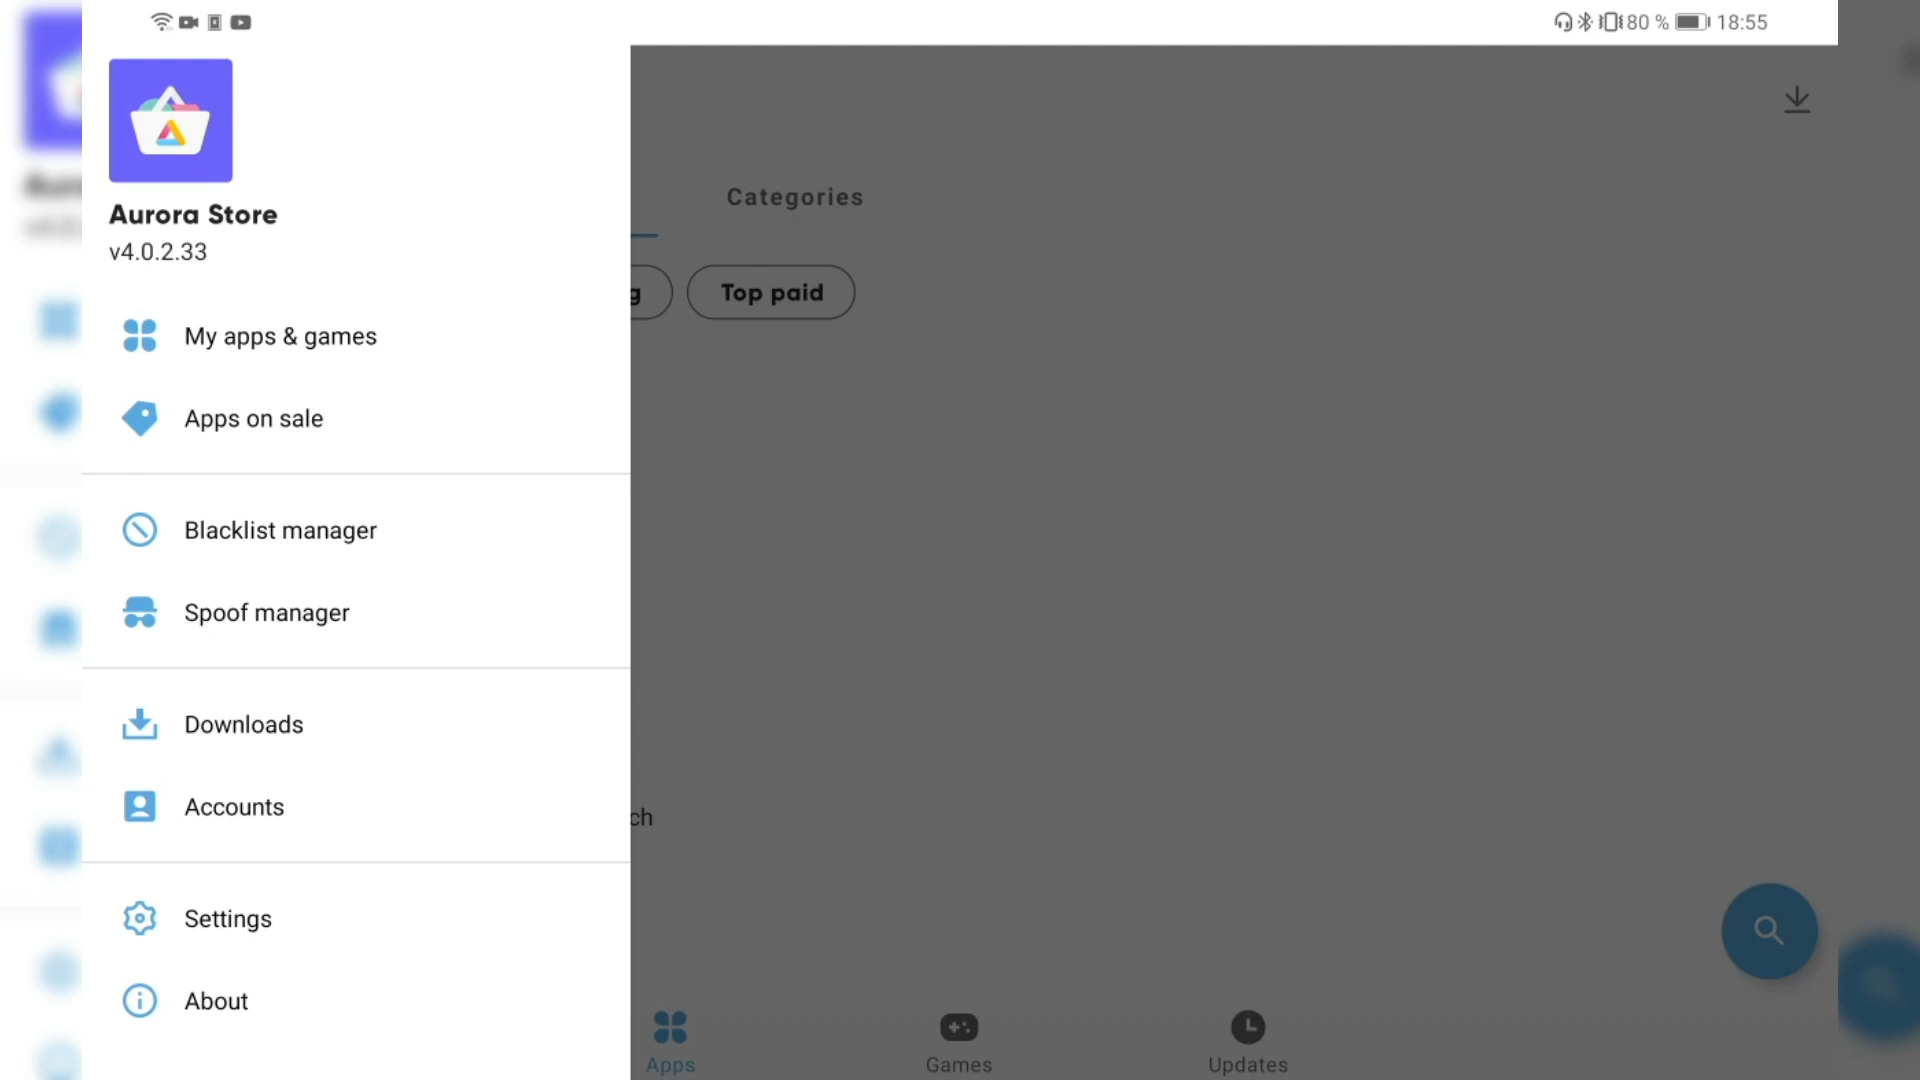 80 % 18:55
Aurora Store
v4.0.2.33
My apps & games
Apps on sale
Blacklist manager
Spoof manager
Downloads
Accounts
Settings
About
Categories
g
Top paid
ch
Apps
Games
Updates